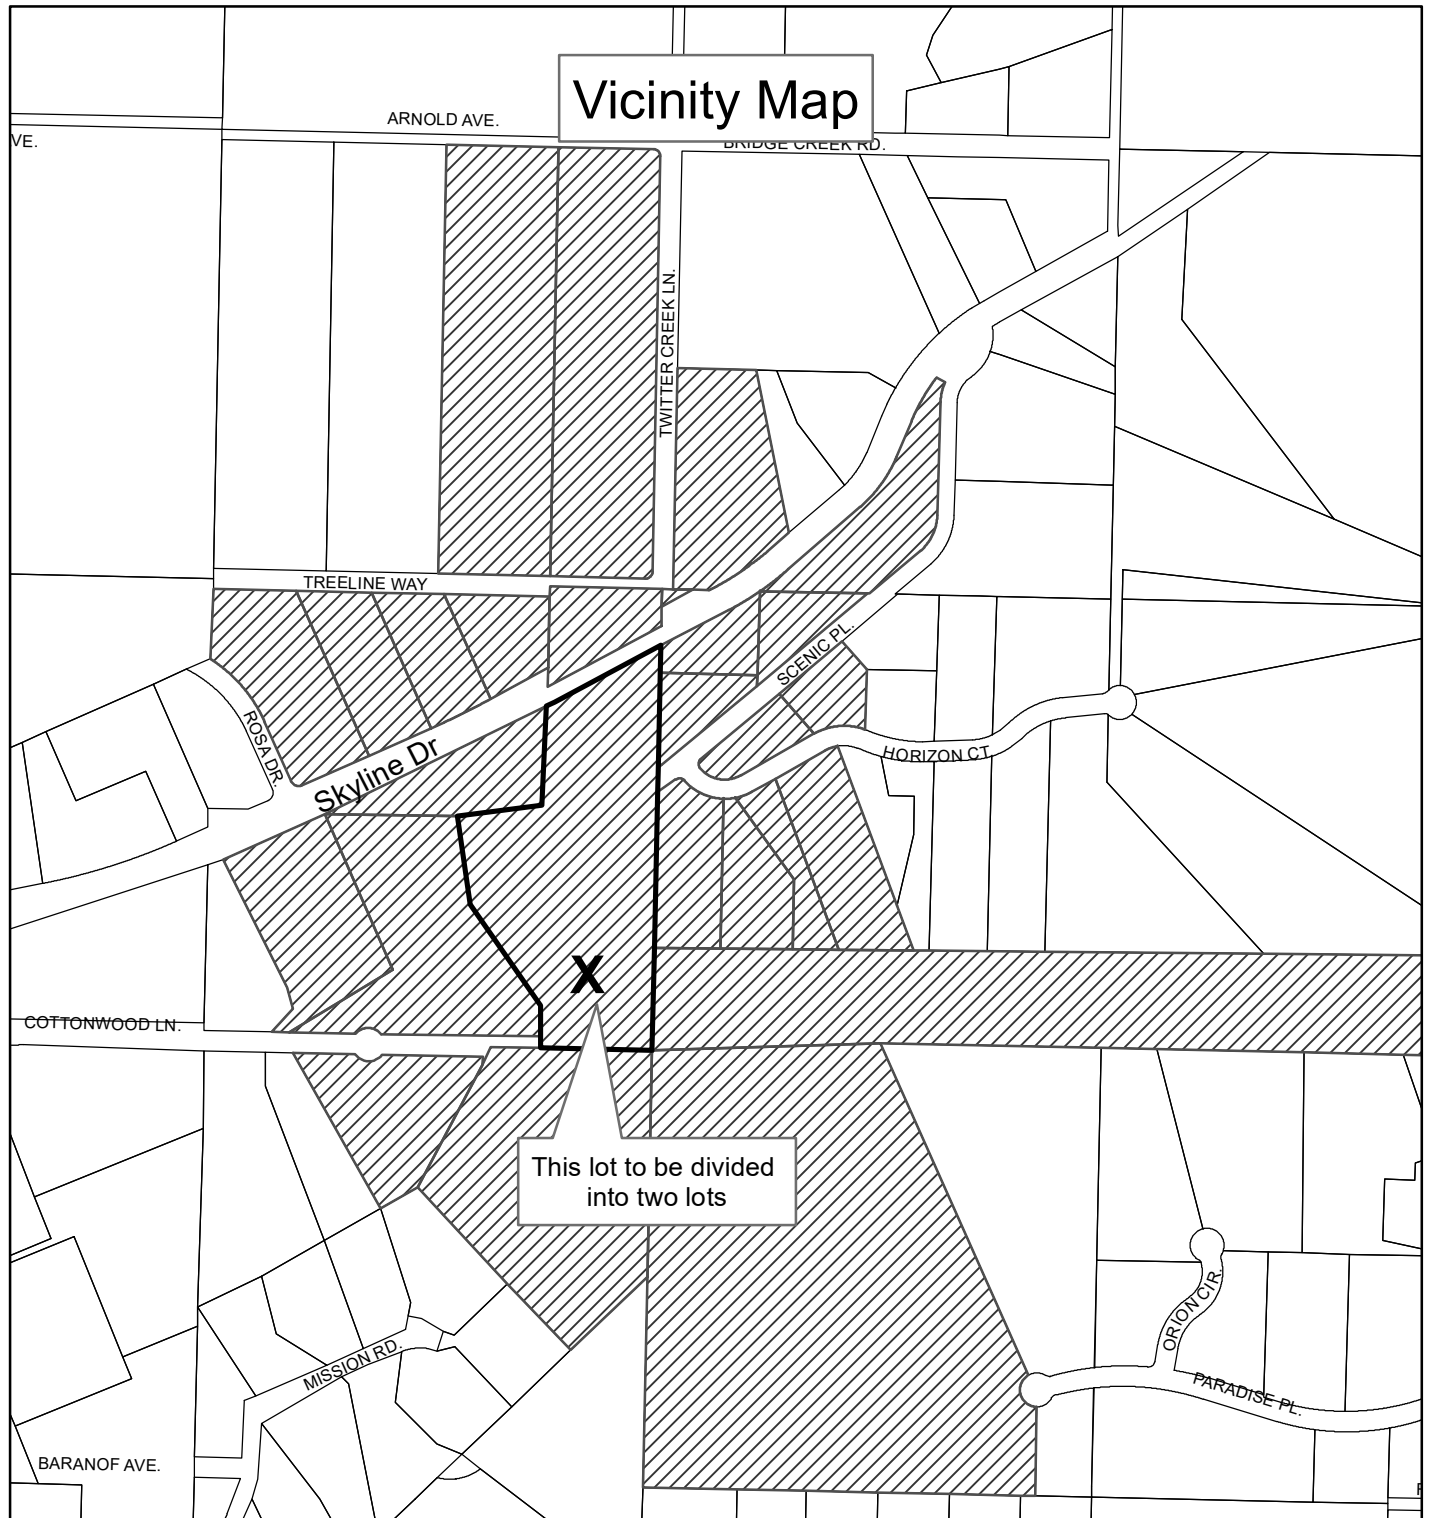 Vicinity Map
ARNOLD AVE.
VE.
BRIDGE CREEK RD.
TWITTER CREEK LN.
TREELINE WAY
SCENIC PL.
ROSA DR.
HORIZON CT.
Skyline Dr
X
COTTONWOOD LN.
This lot to be divided
into two lots
ORION CIR.
MISSION RD.
PARADISE PL.
BARANOF AVE.